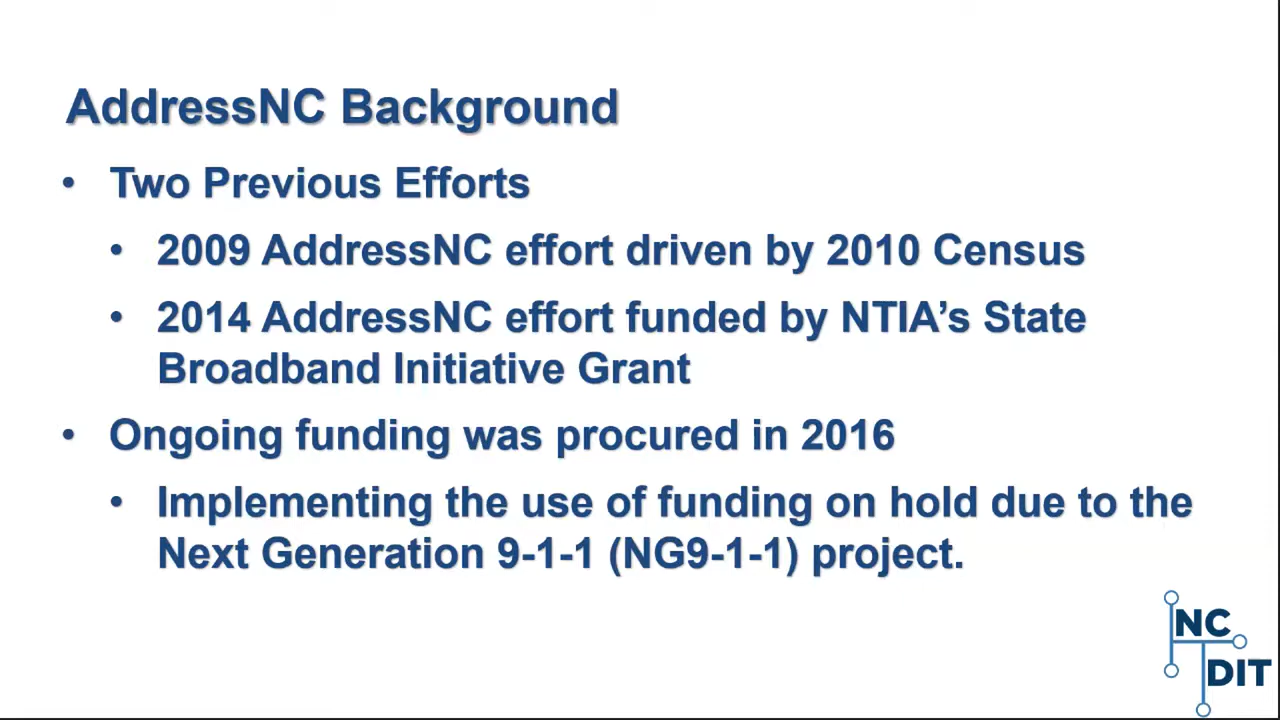 AddressNC Background
• Two Previous Efforts
• 2009 AddressNC effort driven by 2010 Census
• 2014 AddressNC effort funded by NTIA’s State
Broadband Initiative Grant
• Ongoing funding was procured in 2016
• Implementing the use of funding on hold due to the
Next Generation 9-1-1 (NG9-1-1) project.
NC
DIT